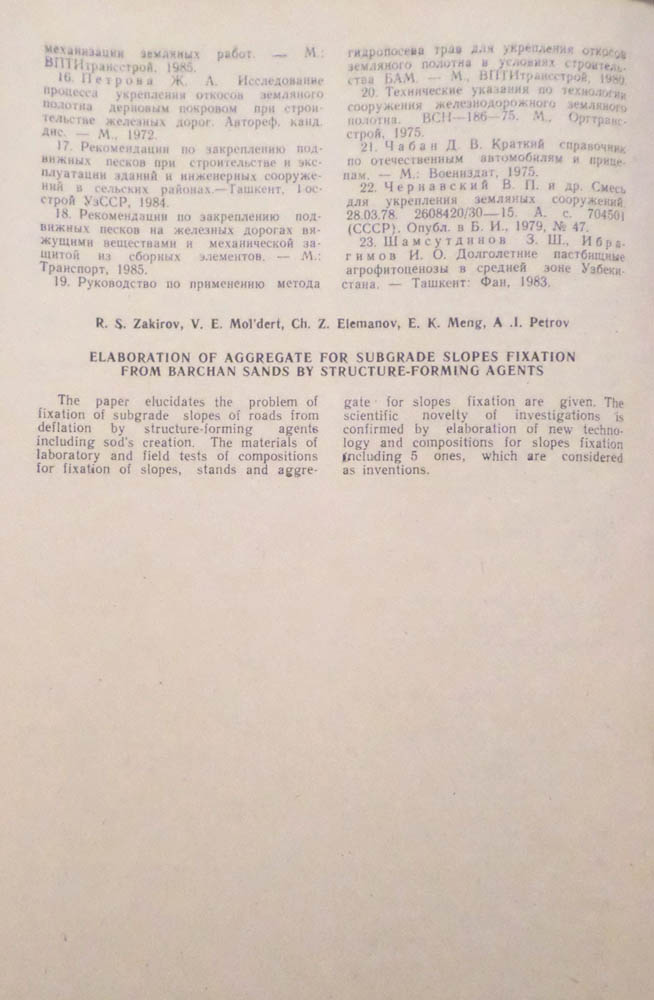 механизации земляных работ. — М.:
ВПТИтрансстрой, 1985.
16. Петрова Ж. А. Исследование
процесса укрепления откосов земляного
полотна дерновым покровом при строи-
тельстве железных дорог. Автореф. канд.
дис. — М., 1972.
17. Рекомендации по закреплению под-
вижных песков при строительстве и экс-
плуатации зданий и инженерных сооруже-
ний в сельских районах.—Ташкент, Гос-
строй УзССР, 1984.
18. Рекомендации по закреплению под-
вижных песков на железных дорогах вя-
жущими веществами и механической за-
щитой из сборных элементов. — М.:
Транспорт, 1985.
19. Руководство по применению метода
гидропосева трав для укрепления откосов
земляного полотна в условиях строитель-
ства БАМ. — М., ВПТИтрансстрой, 1980.
20. Технические указания по технологии
сооружения железнодорожного земляного
полотна. ВСН—186—75. М., Оргтранс-
строй, 1975.
21. Чабан Д. В. Краткий справочник
по отечественным автомобилям и прице-
пам. — М.: Воениздат, 1975.
22. Чернавский В. П. и др. Смесь
для укрепления земляных сооружений.
28.03.78. 2608420/30—15. А. с. 704501
(СССР). Опубл. в Б. И., 1979, № 47.
23. Шамсутдинов З. Ш., Ибра-
гимов И. О. Долголетние пастбищные
агрофитоценозы в средней зоне Узбеки-
стана. — Ташкент: Фан, 1983.
R. S. Zakirov, V. E. Mol'dert, Ch. Z. Elemanov, E. K. Meng, A .I. Petrov
ELABORATION OF AGGREGATE FOR SUBGRADE SLOPES FIXATION
FROM BARCHAN SANDS BY STRUCTURE-FORMING AGENTS
The paper elucidates the problem of
fixation of subgrade slopes of roads from
deflation by structure-forming agents
including sod's creation. The materials of
laboratory and field tests of compositions
for fixation of slopes, stands and aggre-
gate for slopes fixation are given. The
scientific novelty of investigations is
confirmed by elaboration of new techno-
logy and compositions for slopes fixation
including 5 ones, which are considered
as inventions.